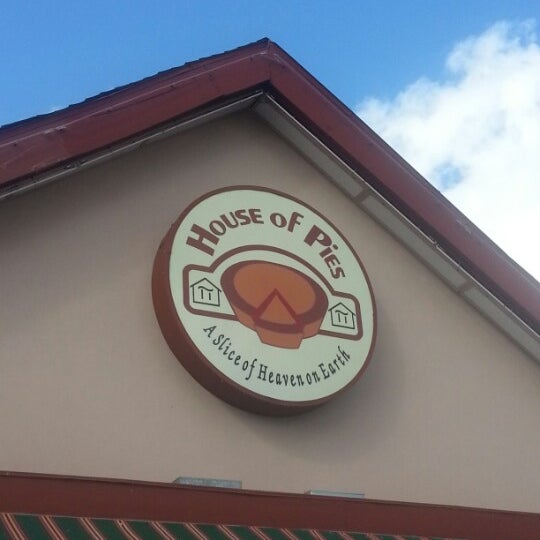 House of Pies
π
π
A Slice of Heaven on Earth